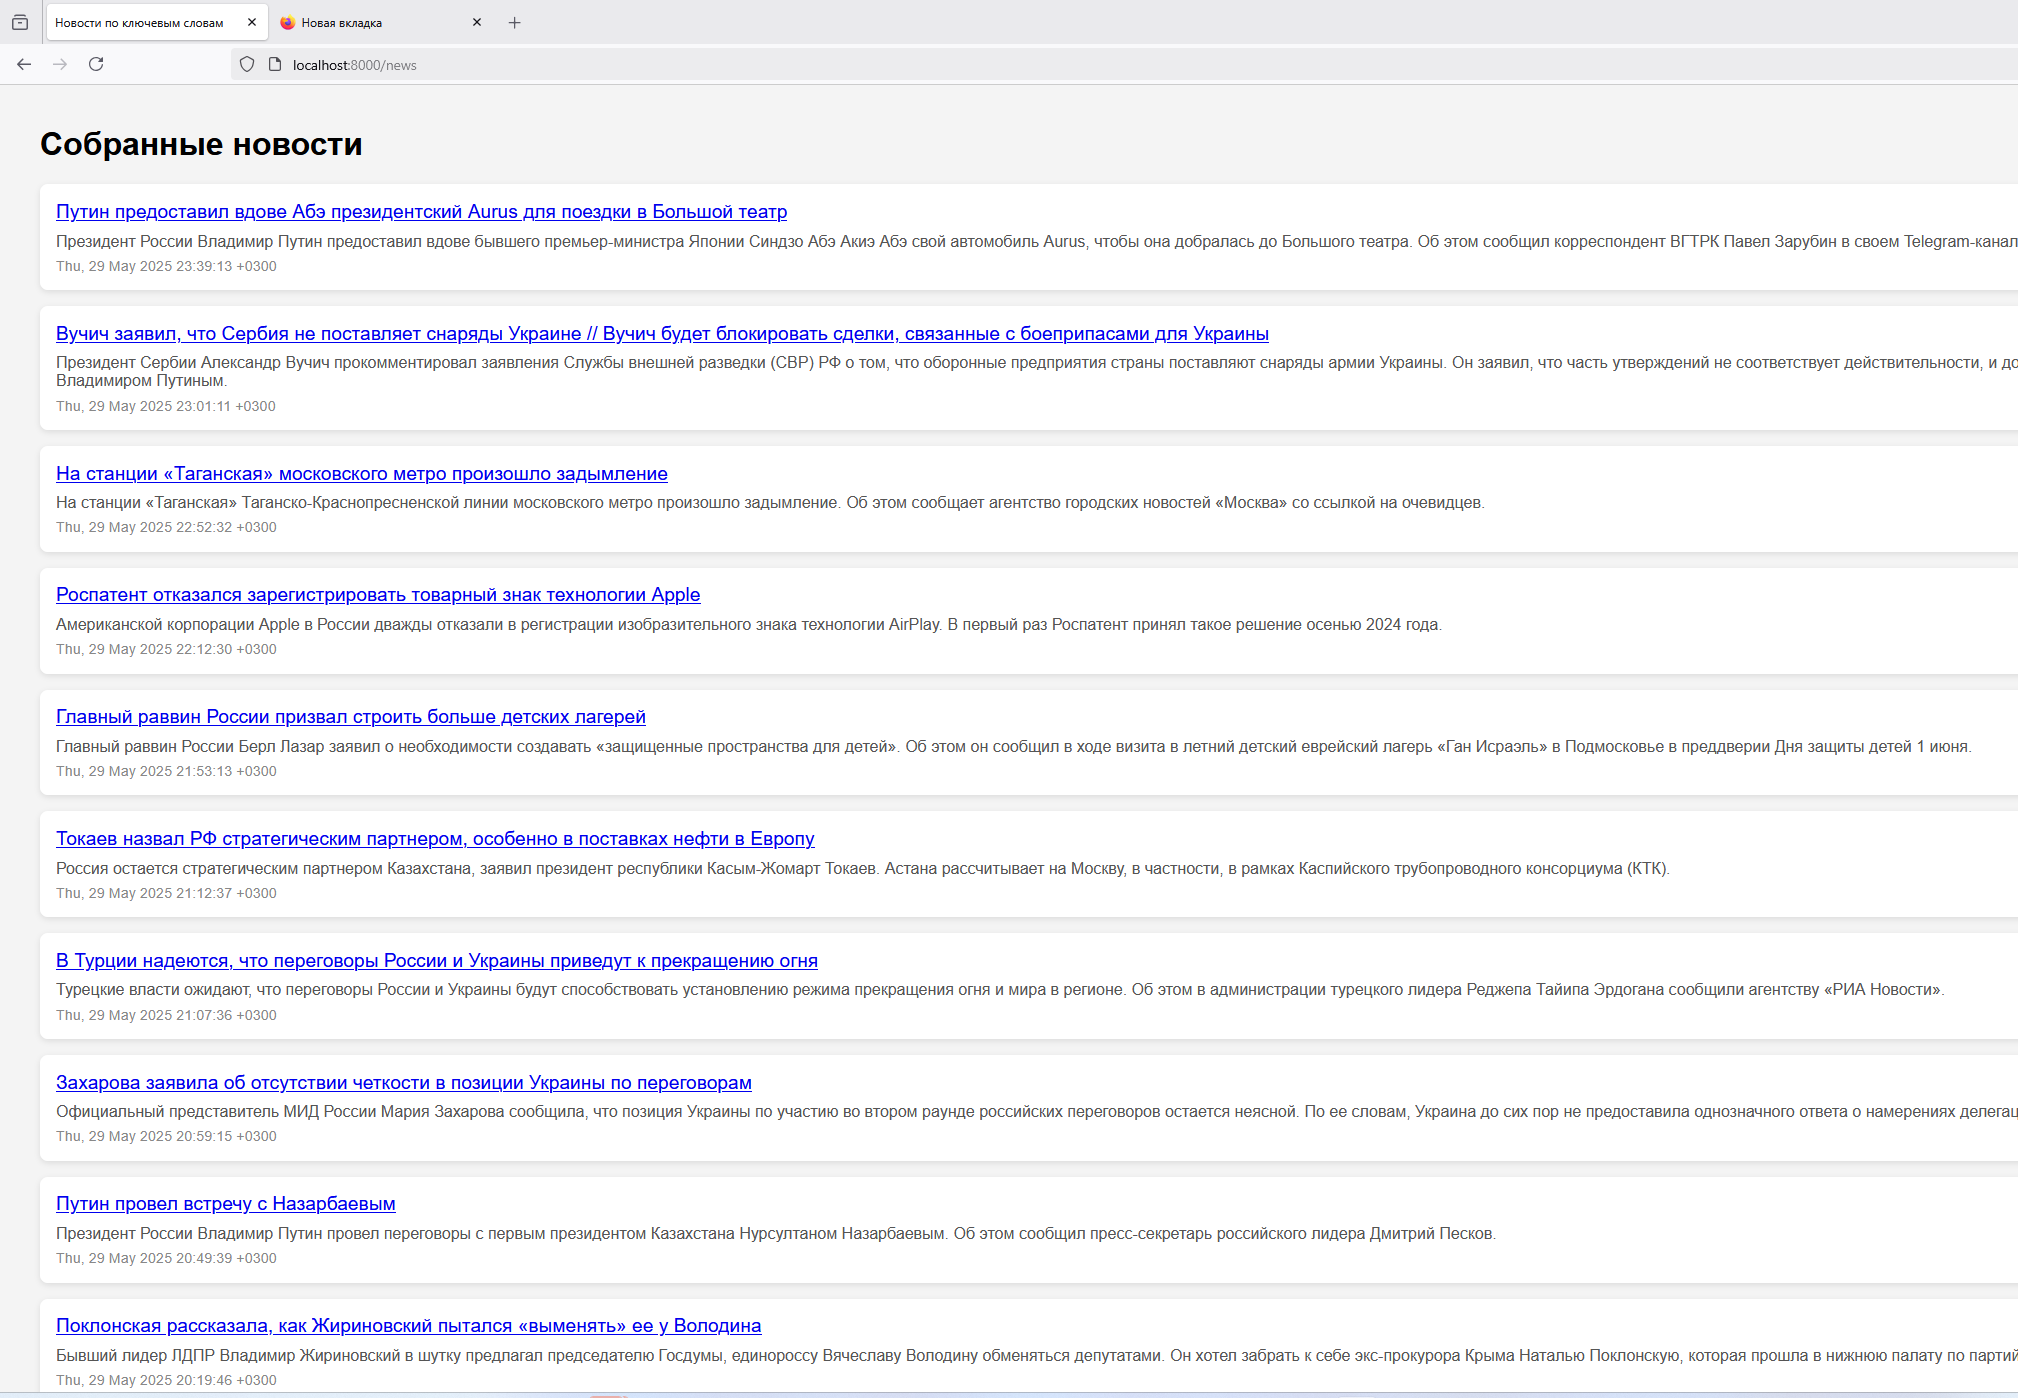 Новости по ключевым словам
Новая вкладка
localhost:8000/news
Собранные новости
Путин предоставил вдове Абэ президентский Aurus для поездки в Большой театр
Президент России Владимир Путин предоставил вдове бывшего премьер-министра Японии Синдзо Абэ Акиэ Абэ свой автомобиль Aurus, чтобы она добралась до Большого театра. Об этом сообщил корреспондент ВГТРК Павел Зарубин в своем Telegram-канал
Thu, 29 May 2025 23:39:13 +0300
Вучич заявил, что Сербия не поставляет снаряды Украине // Вучич будет блокировать сделки, связанные с боеприпасами для Украины
Президент Сербии Александр Вучич прокомментировал заявления Службы внешней разведки (СВР) РФ о том, что оборонные предприятия страны поставляют снаряды армии Украины. Он заявил, что часть утверждений не соответствует действительности, и до
Владимиром Путиным.
Thu, 29 May 2025 23:01:11 +0300
На станции «Таганская» московского метро произошло задымление
На станции «Таганская» Таганско-Краснопресненской линии московского метро произошло задымление. Об этом сообщает агентство городских новостей «Москва» со ссылкой на очевидцев.
Thu, 29 May 2025 22:52:32 +0300
Роспатент отказался зарегистрировать товарный знак технологии Apple
Американской корпорации Apple в России дважды отказали в регистрации изобразительного знака технологии AirPlay. В первый раз Роспатент принял такое решение осенью 2024 года.
Thu, 29 May 2025 22:12:30 +0300
Главный раввин России призвал строить больше детских лагерей
Главный раввин России Берл Лазар заявил о необходимости создавать «защищенные пространства для детей». Об этом он сообщил в ходе визита в летний детский еврейский лагерь «Ган Исраэль» в Подмосковье в преддверии Дня защиты детей 1 июня.
Thu, 29 May 2025 21:53:13 +0300
Токаев назвал РФ стратегическим партнером, особенно в поставках нефти в Европу
Россия остается стратегическим партнером Казахстана, заявил президент республики Касым-Жомарт Токаев. Астана рассчитывает на Москву, в частности, в рамках Каспийского трубопроводного консорциума (КТК).
Thu, 29 May 2025 21:12:37 +0300
В Турции надеются, что переговоры России и Украины приведут к прекращению огня
Турецкие власти ожидают, что переговоры России и Украины будут способствовать установлению режима прекращения огня и мира в регионе. Об этом в администрации турецкого лидера Реджепа Тайипа Эрдогана сообщили агентству «РИА Новости».
Thu, 29 May 2025 21:07:36 +0300
Захарова заявила об отсутствии четкости в позиции Украины по переговорам
Официальный представитель МИД России Мария Захарова сообщила, что позиция Украины по участию во втором раунде российских переговоров остается неясной. По ее словам, Украина до сих пор не предоставила однозначного ответа о намерениях делегац
Thu, 29 May 2025 20:59:15 +0300
Путин провел встречу с Назарбаевым
Президент России Владимир Путин провел переговоры с первым президентом Казахстана Нурсултаном Назарбаевым. Об этом сообщил пресс-секретарь российского лидера Дмитрий Песков.
Thu, 29 May 2025 20:49:39 +0300
Поклонская рассказала, как Жириновский пытался «выменять» ее у Володина
Бывший лидер ЛДПР Владимир Жириновский в шутку предлагал председателю Госдумы, единороссу Вячеславу Володину обменяться депутатами. Он хотел забрать к себе экс-прокурора Крыма Наталью Поклонскую, которая прошла в нижнюю палату по партий
Thu, 29 May 2025 20:19:46 +0300